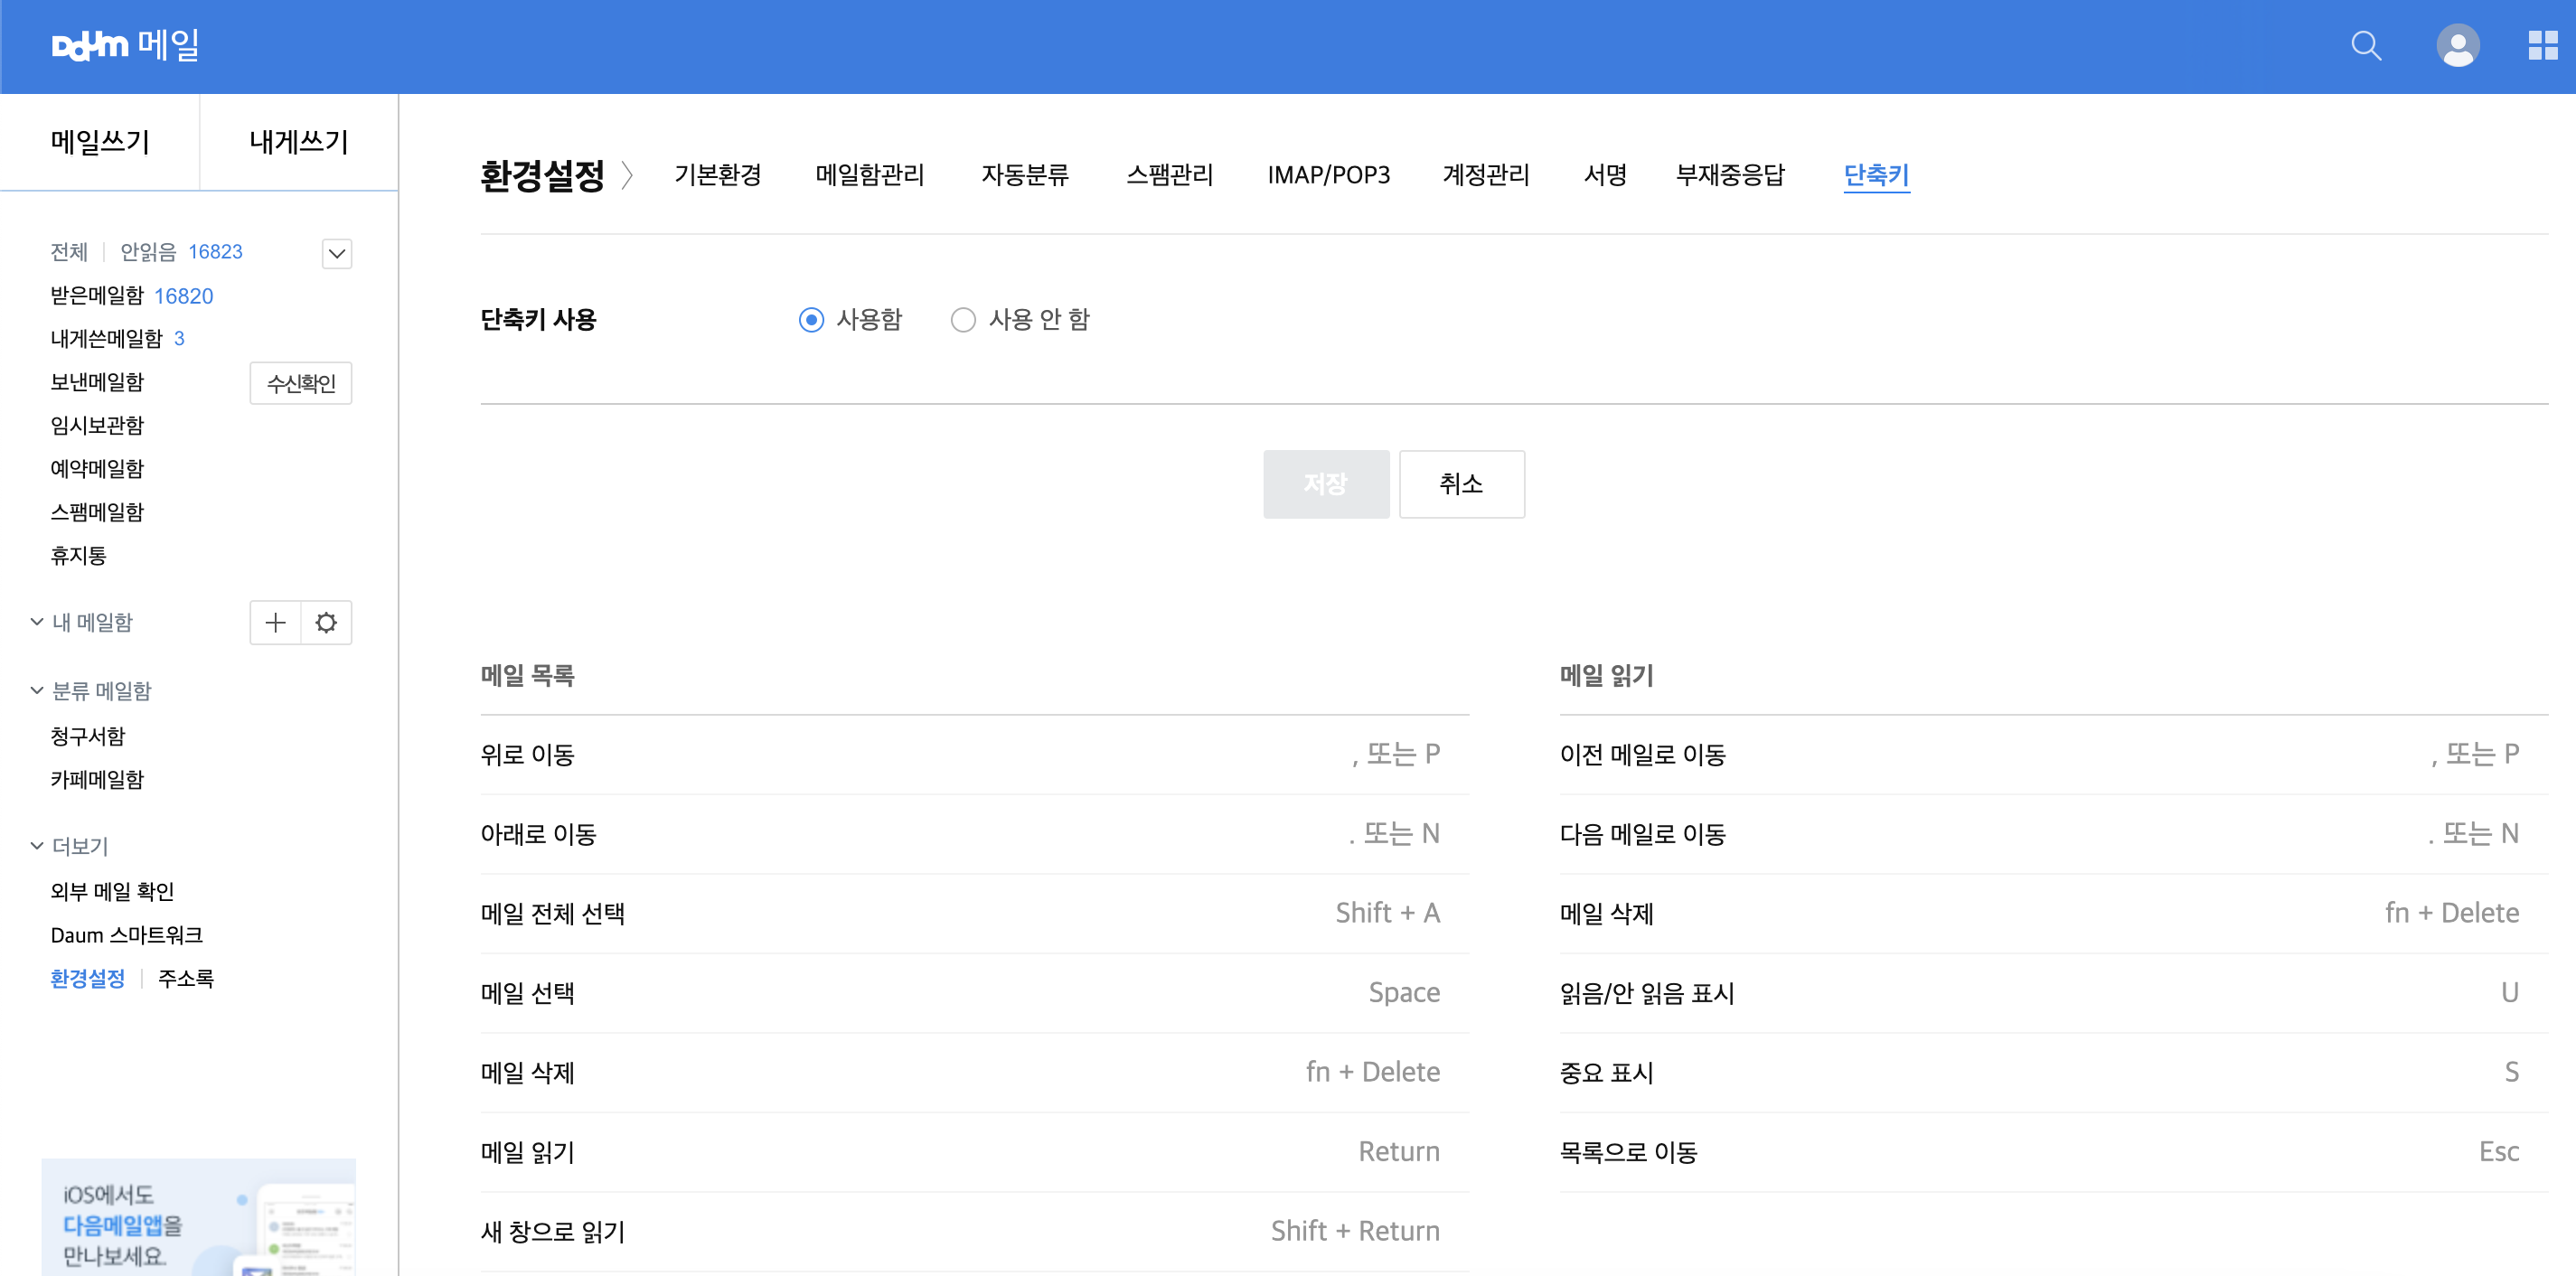 Daum 메일
메일쓰기 내게쓰기
전체 안읽음 16823
받은메일함 16820
내게쓴메일함 3
보낸메일함 수신확인
임시보관함
예약메일함
스팸메일함
휴지통
내 메일함
분류 메일함
청구서함
카페메일함
더보기
외부 메일 확인
Daum 스마트워크
환경설정 주소록
iOS에서도
다음메일앱을
만나보세요.
환경설정 기본환경 메일함관리 자동분류 스팸관리 IMAP/POP3 계정관리 서명 부재중응답 단축키
단축키 사용 사용함 사용 안 함
저장 취소
메일 목록
위로 이동 , 또는 P
아래로 이동 . 또는 N
메일 전체 선택 Shift + A
메일 선택 Space
메일 삭제 fn + Delete
메일 읽기 Return
새 창으로 읽기 Shift + Return
메일 읽기
이전 메일로 이동 , 또는 P
다음 메일로 이동 . 또는 N
메일 삭제 fn + Delete
읽음/안 읽음 표시 U
중요 표시 S
목록으로 이동 Esc